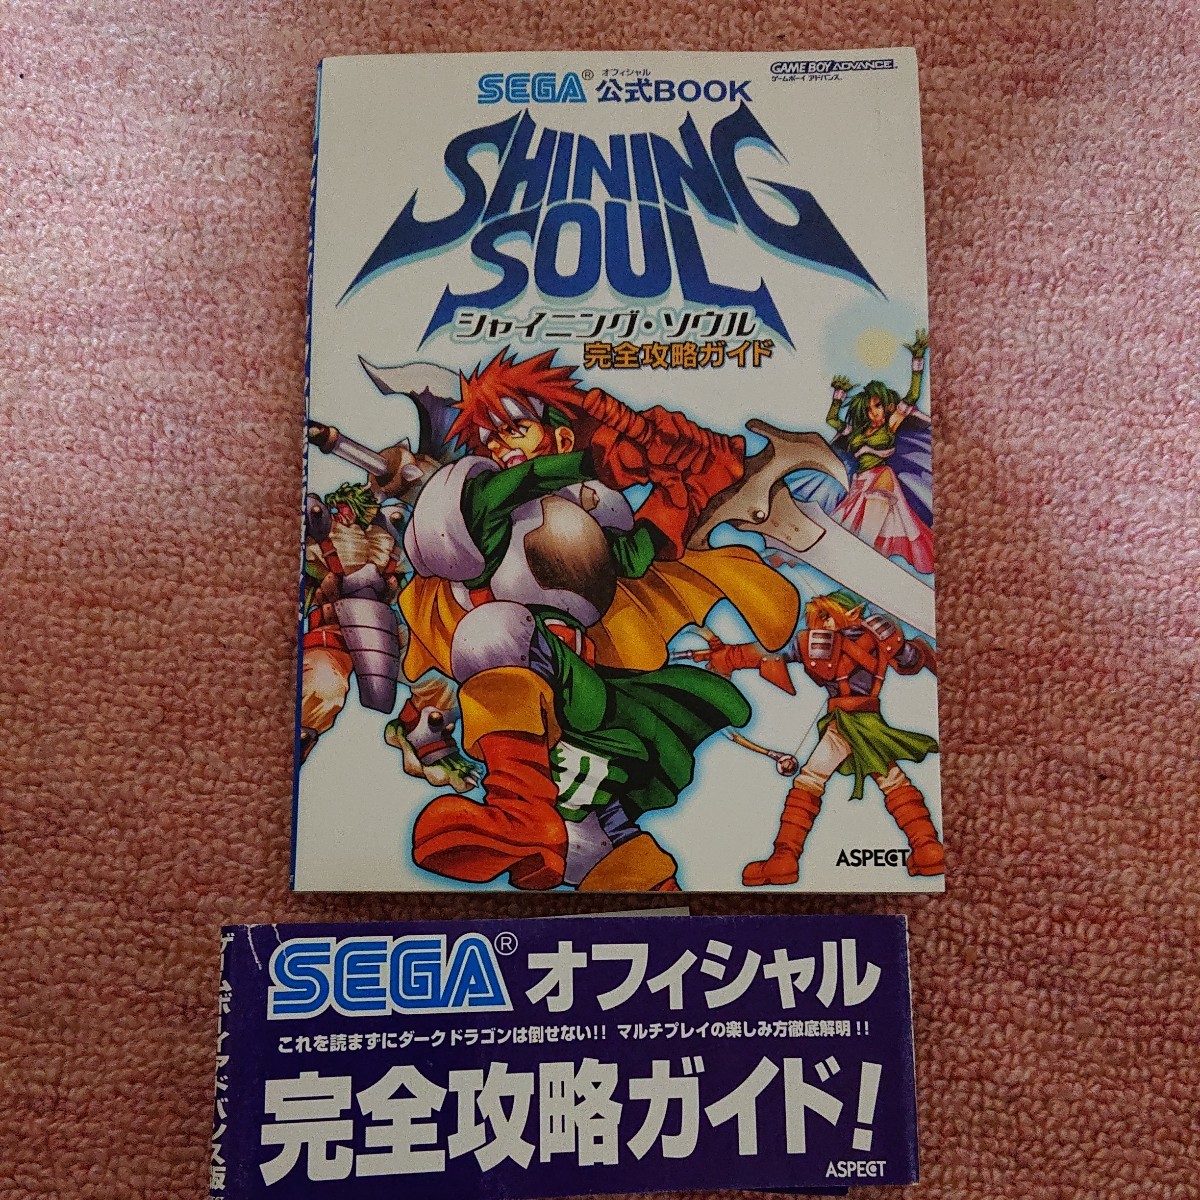 SEGA® 公式BOOK
オフィシャル
GAME BOY ADVANCE
ゲームボーイ アドバンス
SHINING
SOUL
シャイニング・ソウル
完全攻略ガイド
ASPECT
SEGA® オフィシャル
これを読まずにダークドラゴンは倒せない!! マルチプレイの楽しみ方徹底解明!!
完全攻略ガイド!
ASPECT
ゲームボーイアドバンス版